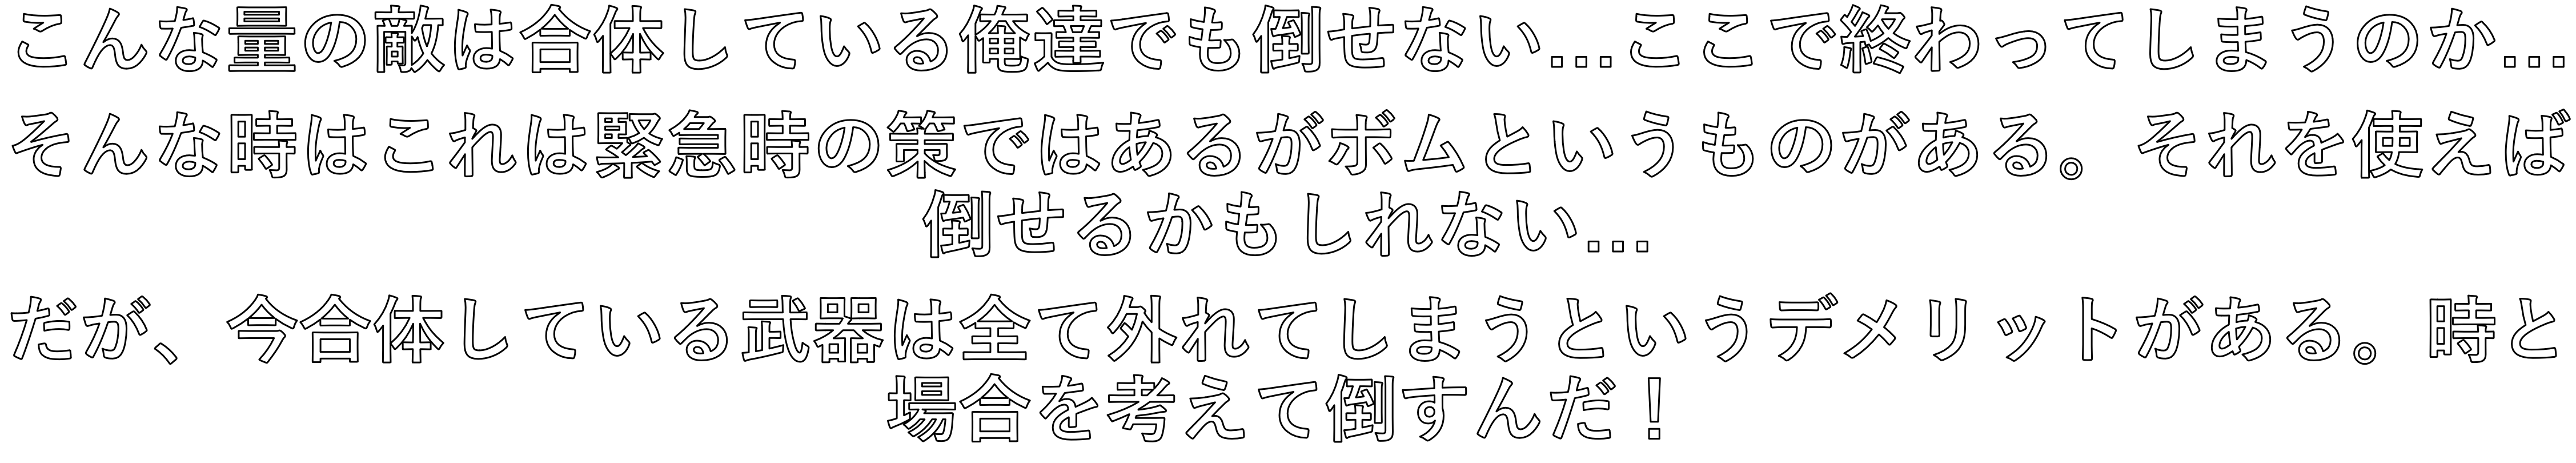 こんな量の敵は合体している俺達でも倒せない...ここで終わってしまうのか...
そんな時はこれは緊急時の策ではあるがボムというものがある。それを使えば
倒せるかもしれない...
だが、今合体している武器は全て外れてしまうというデメリットがある。時と
場合を考えて倒すんだ！